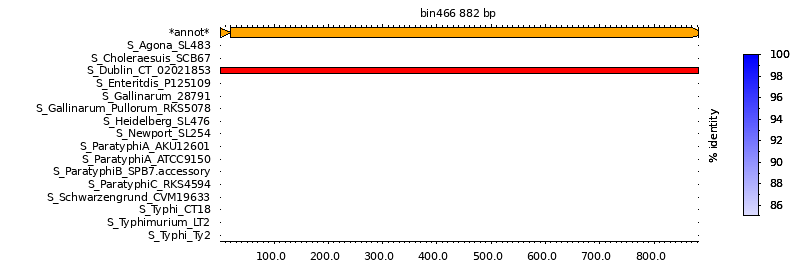 bin466 882 bp
*annot*
S_Agona_SL483
S_Choleraesuis_SCB67
S_Dublin_CT_02021853
S_Enteritdis_P125109
S_Gallinarum_28791
S_Gallinarum_Pullorum_RKS5078
S_Heidelberg_SL476
S_Newport_SL254
S_ParatyphiA_AKU12601
S_ParatyphiA_ATCC9150
S_ParatyphiB_SPB7.accessory
S_ParatyphiC_RKS4594
S_Schwarzengrund_CVM19633
S_Typhi_CT18
S_Typhimurium_LT2
S_Typhi_Ty2
100.0 200.0 300.0 400.0 500.0 600.0 700.0 800.0
% identity
100
98
96
94
92
90
88
86